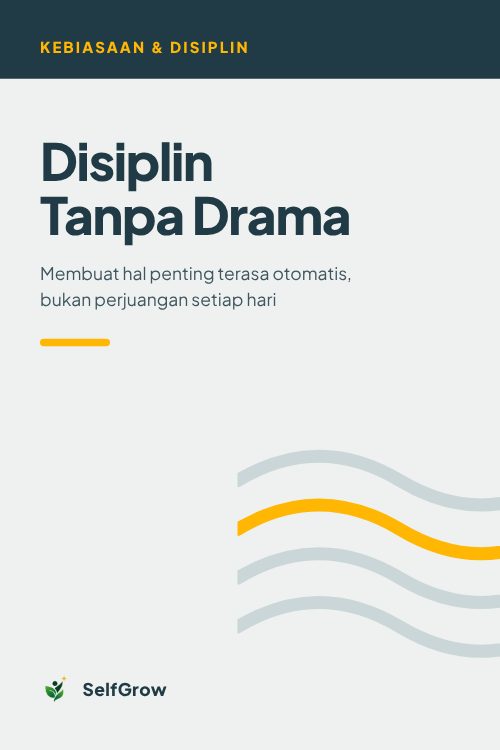 KEBIASAAN & DISIPLIN
Disiplin
Tanpa Drama
Membuat hal penting terasa otomatis,
bukan perjuangan setiap hari
SelfGrow